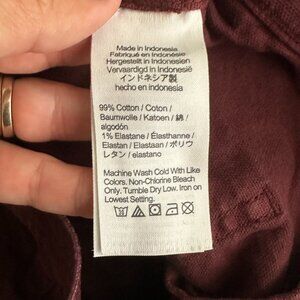 Made in Indonesia
Fabriqué en Indonésie
Hergestellt in Indonesien
Vervaardigd in Indonesië
インドネシア製
hecho en indonesia
99% Cotton / Coton /
Baumwolle / Katoen / 綿 /
algodón
1% Elastane / Élasthanne /
Elastan / Elastaan / ポリウ
レタン / elastano
Machine Wash Cold With Like
Colors. Non-Chlorine Bleach
Only. Tumble Dry Low. Iron on
Lowest Setting.